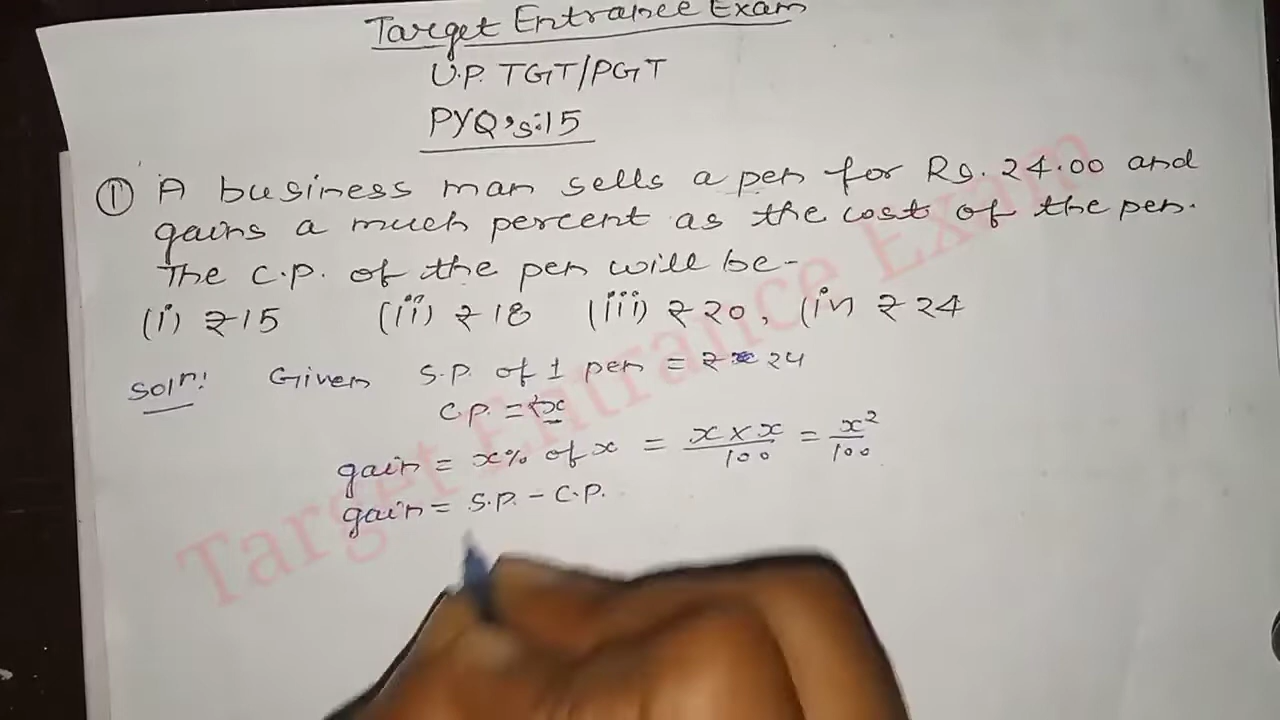 Target Entrance Exam
U.P. TGT/PGT
PYQ's:15
① A business man sells a pen for Rs. 24.00 and
gains a much percent as the cost of the pen.
The C.P. of the pen will be-
(i) ₹15 (ii) ₹18 (iii) ₹20, (iv) ₹24
Solⁿ: Given S.P. of 1 pen = ₹ 24
C.P. = x
gain = x% of x = x×x/100 = x²/100
gain = S.P. - C.P.
Target Entrance Exam